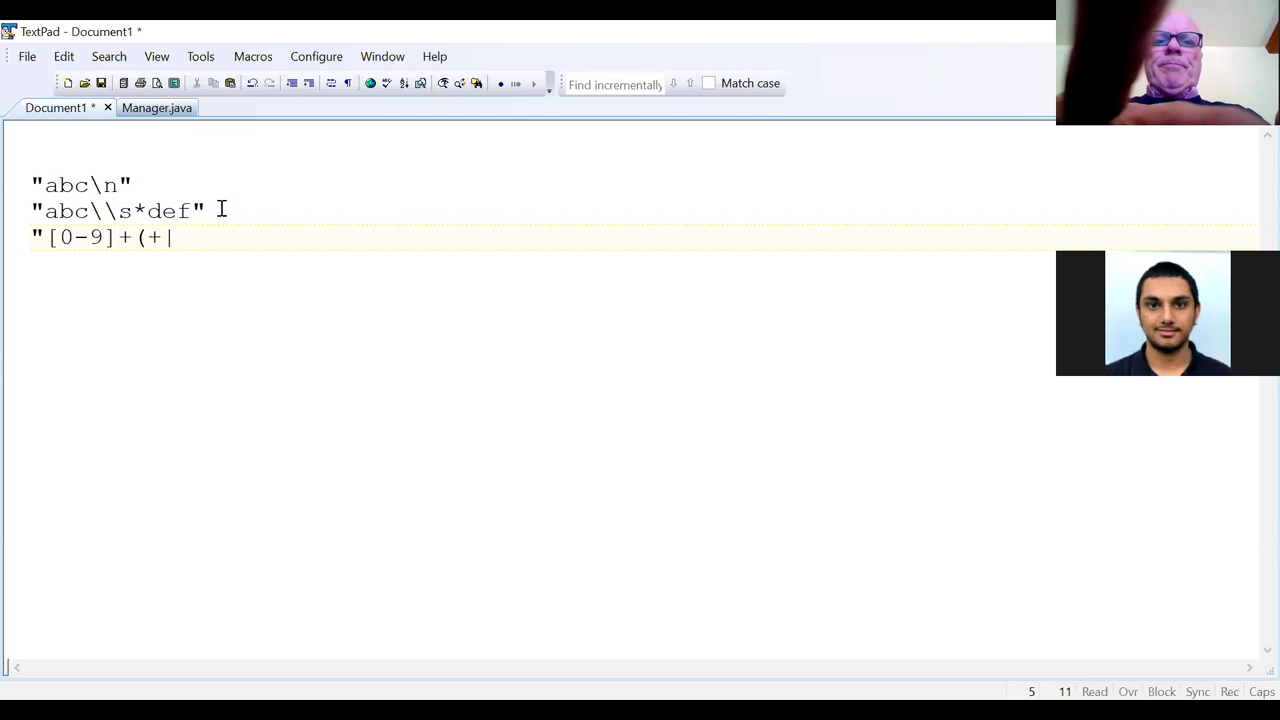 TextPad - Document1 *
File Edit Search View Tools Macros Configure Window Help
Find incrementally Match case
Document1 * Manager.java
"abc\n"
"abc\\s*def"
"[0-9]+(+
5 11 Read Ovr Block Sync Rec Caps